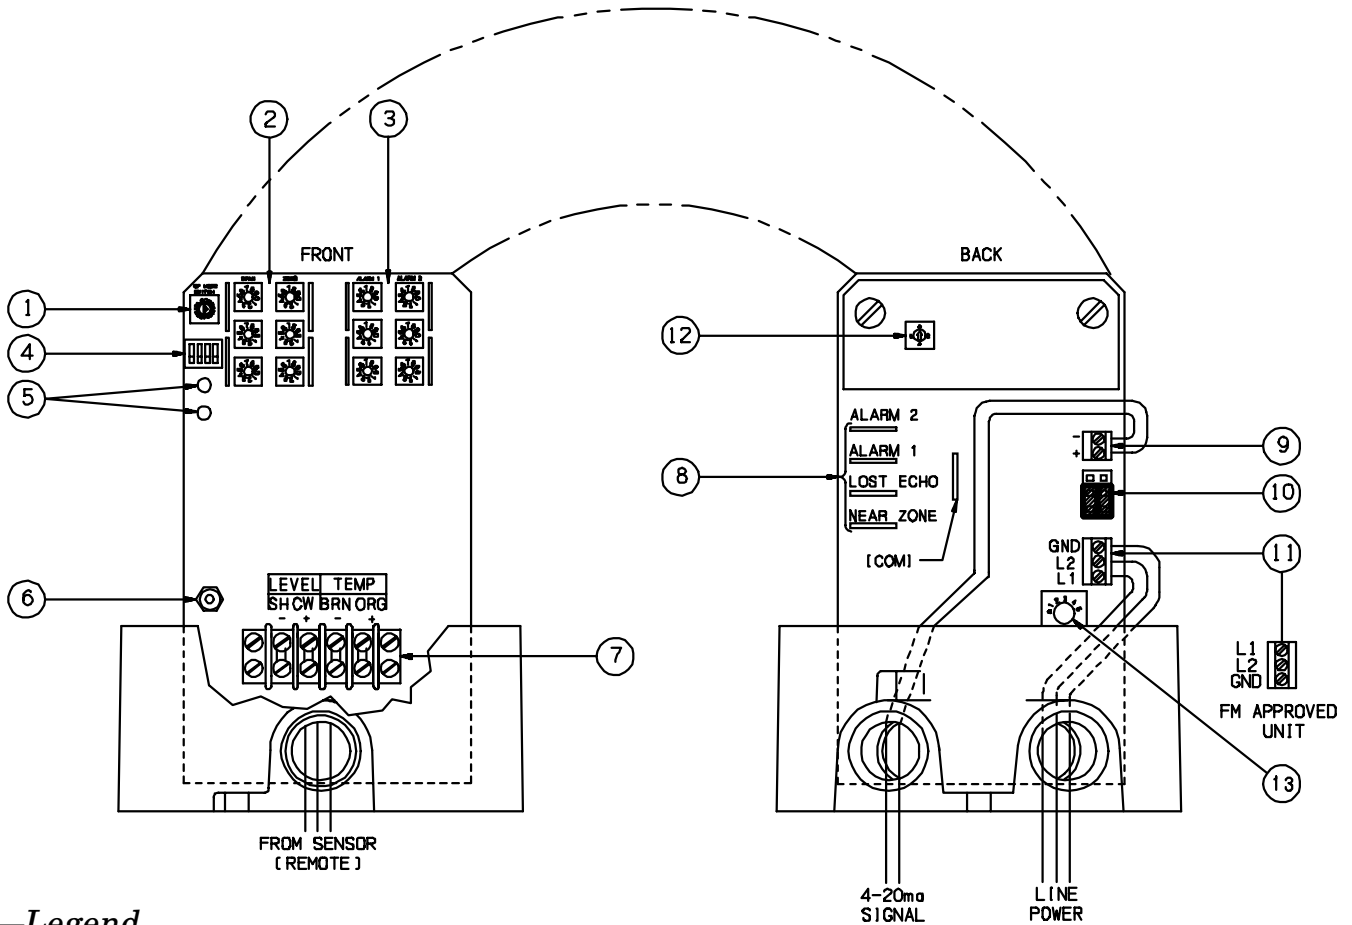 2
3
FRONT
BACK
ALARM 1 ALARM 2
1
12
4
5
ALARM 2
ALARM 1
LOST ECHO
NEAR ZONE
8
[COM]
-
+
9
10
GND
L2
L1
11
6
LEVEL TEMP
SH CW BRN ORG
- + - +
7
L1
L2
GND
FM APPROVED
UNIT
13
FROM SENSOR
(REMOTE)
4-20ma
SIGNAL
LINE
POWER
—Legend